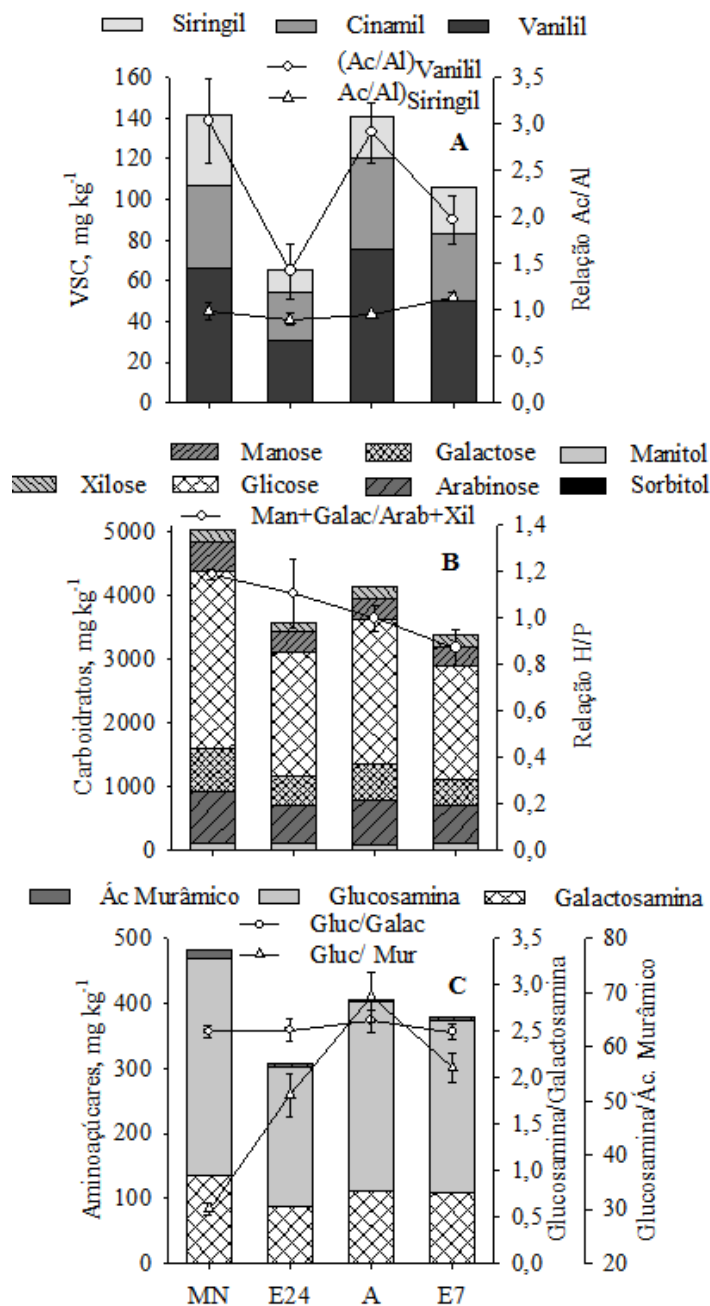 Siringil Cinamil Vanilil
(Ac/Al)Vanilil
Ac/Al)Siringil
A
160
140
120
100
80
60
40
20
0
VSC, mg kg-1
3,5
3,0
2,5
2,0
1,5
1,0
0,5
0,0
Relação Ac/Al
Manose Galactose Manitol
Xilose Glicose Arabinose Sorbitol
Man+Galac/Arab+Xil
B
5000
4000
3000
2000
1000
0
Carboidratos, mg kg-1
1,4
1,2
1,0
0,8
0,6
0,4
0,2
0,0
Relação H/P
Ác Murâmico Glucosamina Galactosamina
Gluc/Galac
Gluc/ Mur
C
500
400
300
200
100
0
Aminoaçúcares, mg kg-1
3,5
3,0
2,5
2,0
1,5
1,0
0,5
0,0
Glucosamina/Galactosamina
80
70
60
50
40
30
20
Glucosamina/Ác. Murâmico
MN E24 A E7